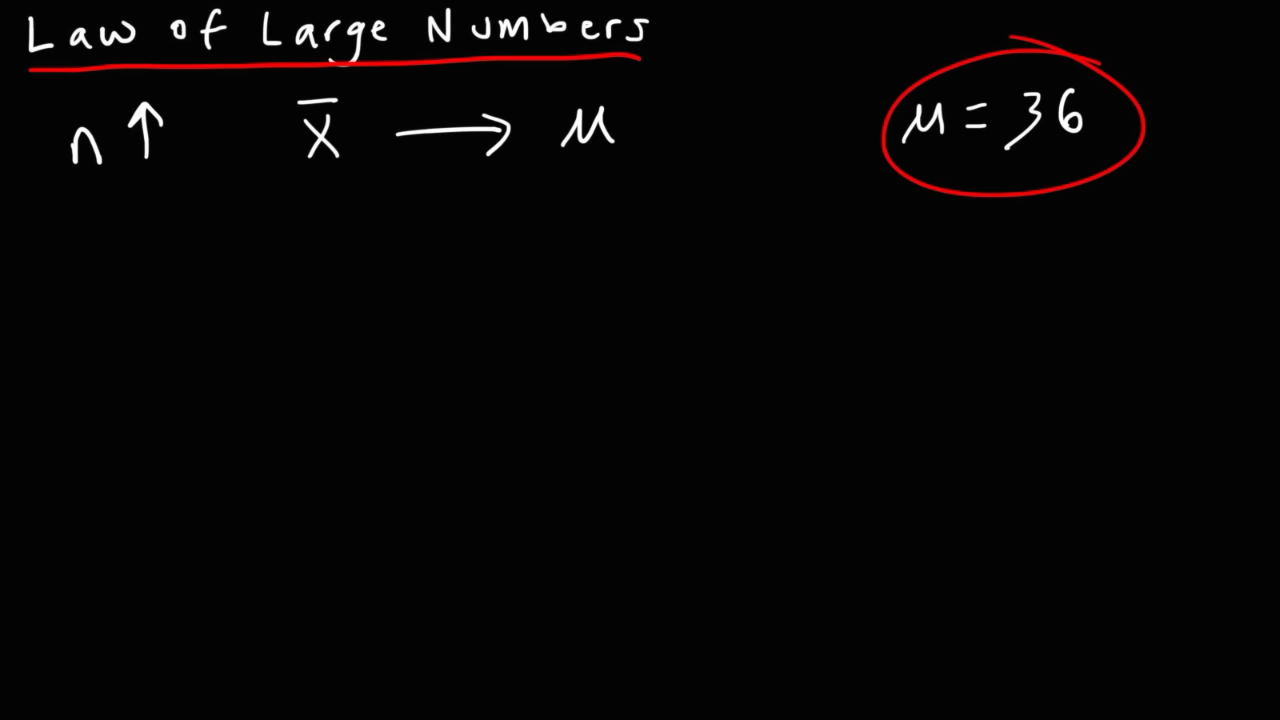 Law of Large Numbers
n ↑ x̄ → μ
μ = 36